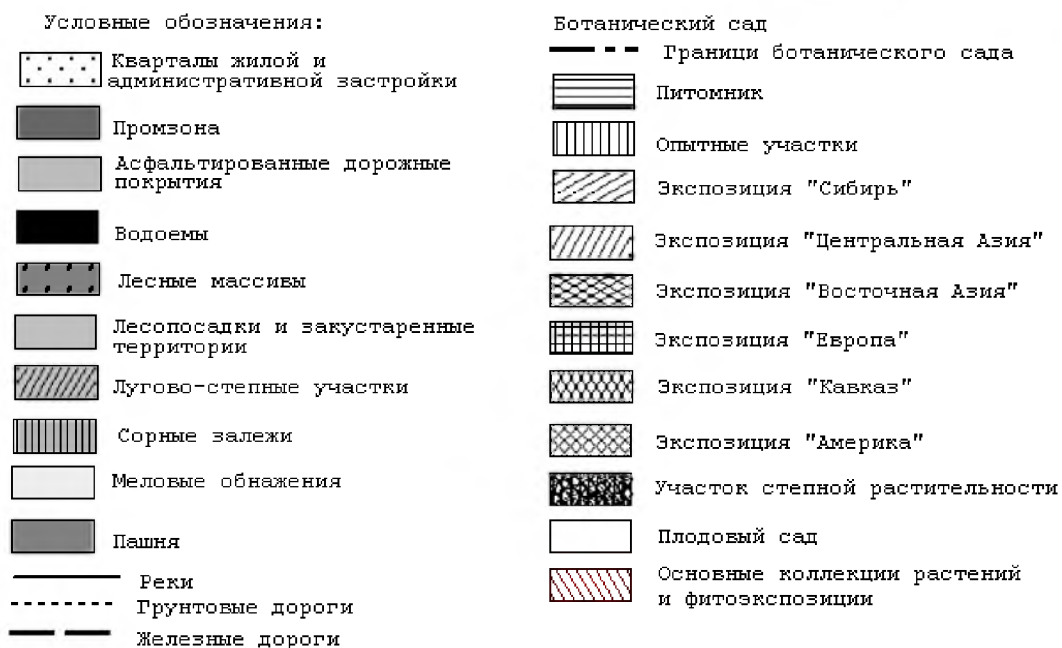 Условные обозначения:
Кварталы жилой и
административной застройки
Промзона
Асфальтированные дорожные
покрытия
Водоемы
Лесные массивы
Лесопосадки и закустаренные
территории
Лугово-степные участки
Сорные залежи
Меловые обнажения
Пашня
Реки
Грунтовые дороги
Железные дороги
Ботанический сад
Граници ботанического сада
Питомник
Опытные участки
Экспозиция "Сибирь"
Экспозиция "Центральная Азия"
Экспозиция "Восточная Азия"
Экспозиция "Европа"
Экспозиция "Кавказ"
Экспозиция "Америка"
Участок степной растительности
Плодовый сад
Основные коллекции растений
и фитоэкспозиции